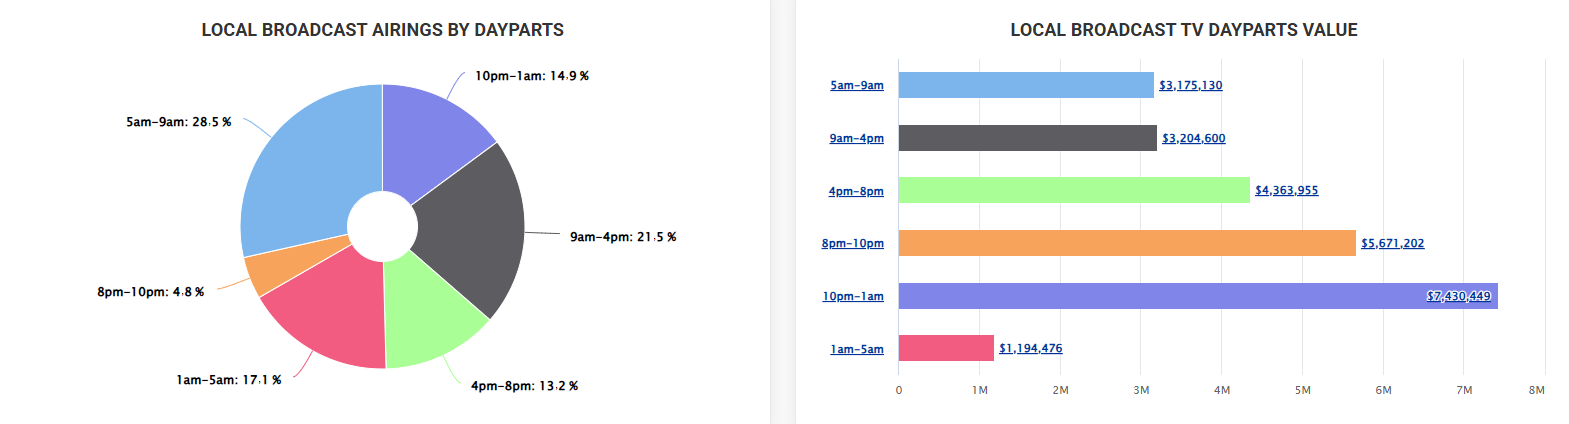 LOCAL BROADCAST AIRINGS BY DAYPARTS
10pm-1am: 14.9 %
5am-9am: 28.5 %
9am-4pm: 21.5 %
8pm-10pm: 4.8 %
1am-5am: 17.1 %
4pm-8pm: 13.2 %
LOCAL BROADCAST TV DAYPARTS VALUE
5am-9am $3,175,130
9am-4pm $3,204,600
4pm-8pm $4,363,955
8pm-10pm $5,671,202
10pm-1am $7,430,449
1am-5am $1,194,476
0 1M 2M 3M 4M 5M 6M 7M 8M